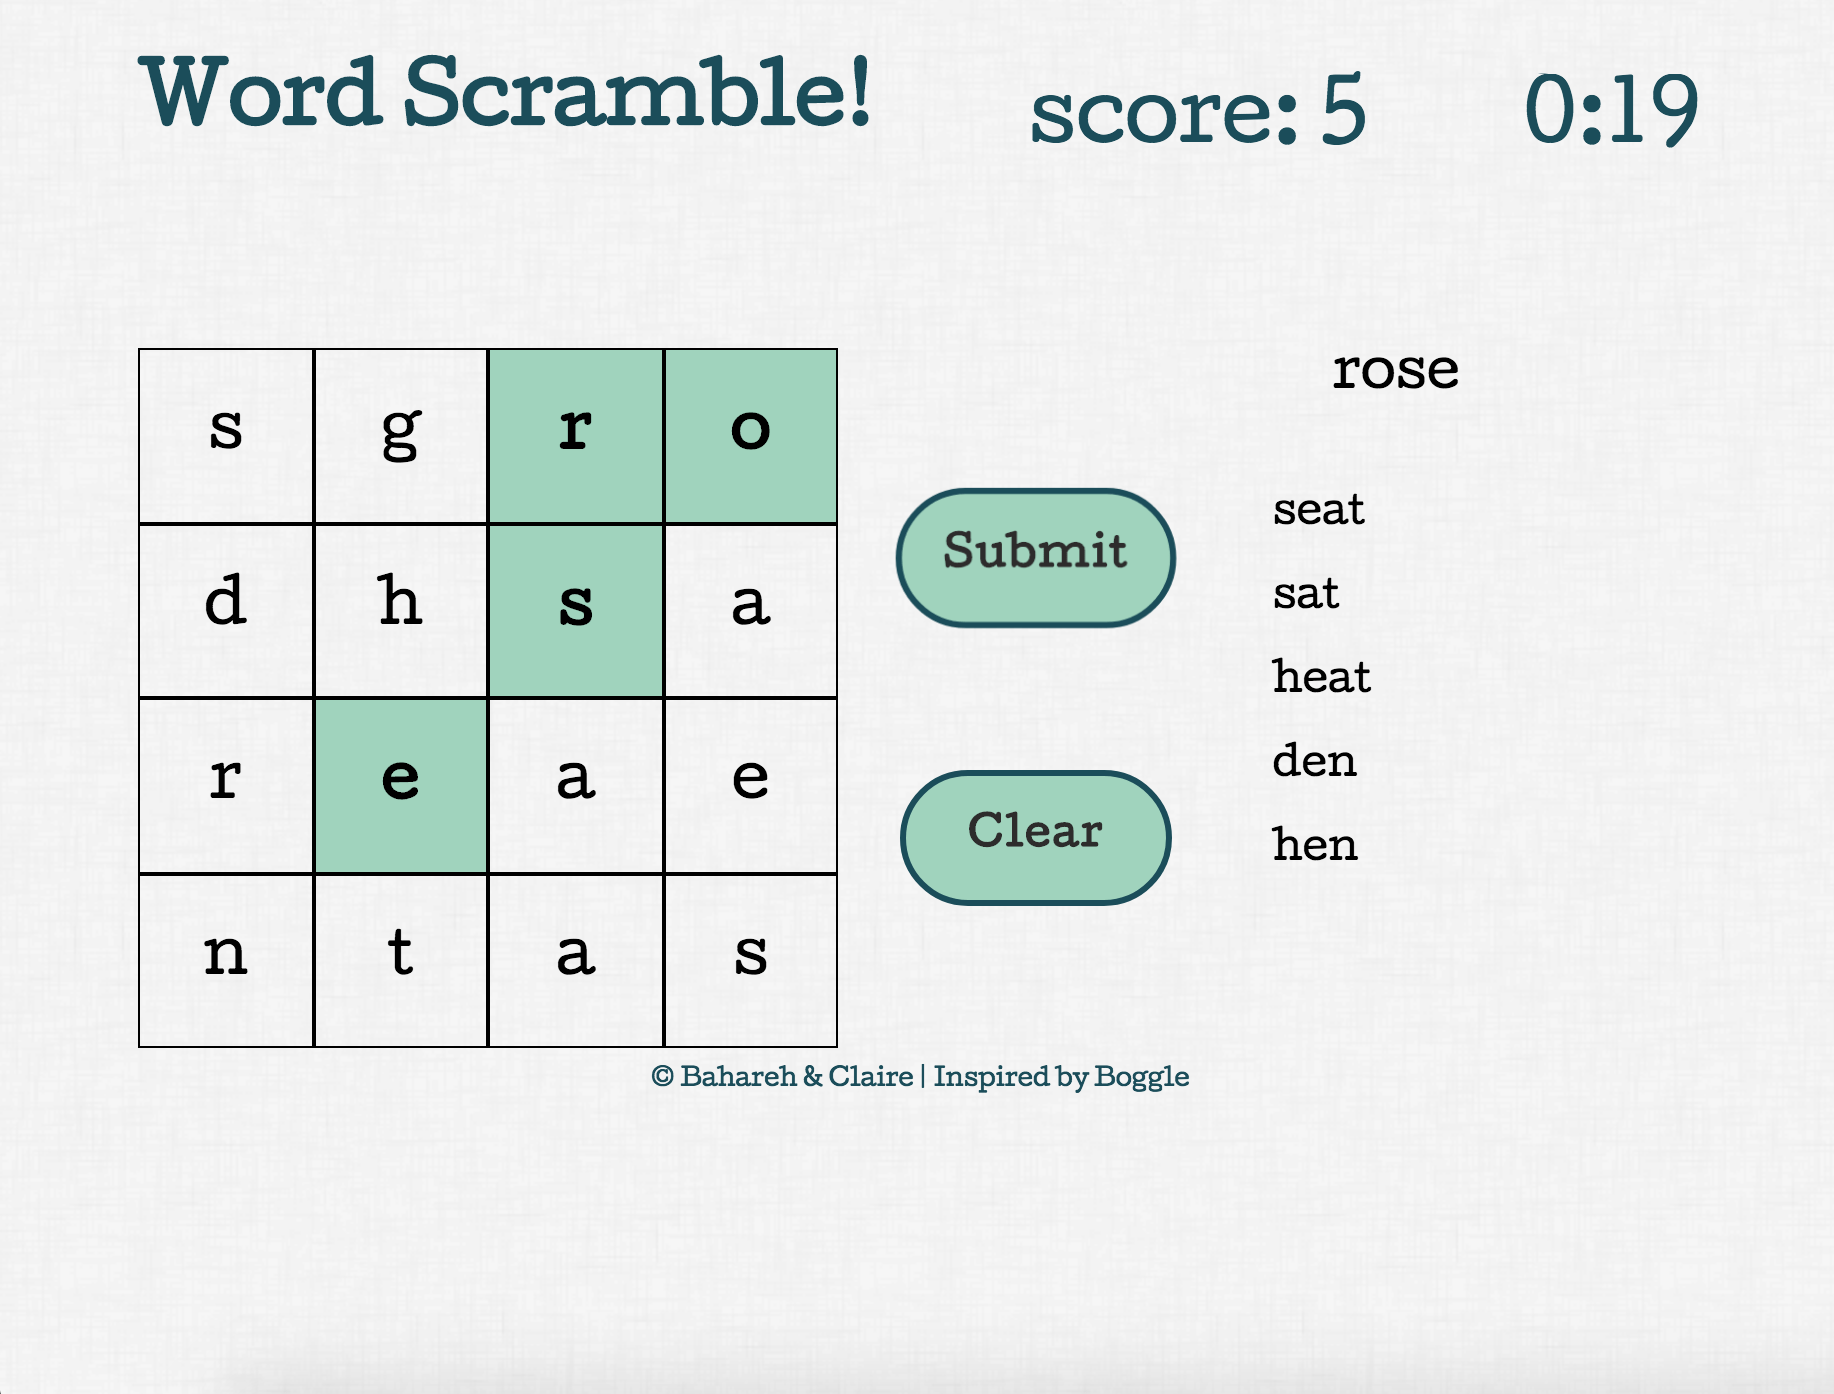 Word Scramble!
score: 5
0:19
s g r o
d h s a
r e a e
n t a s
Submit
Clear
rose
seat
sat
heat
den
hen
© Bahareh & Claire | Inspired by Boggle